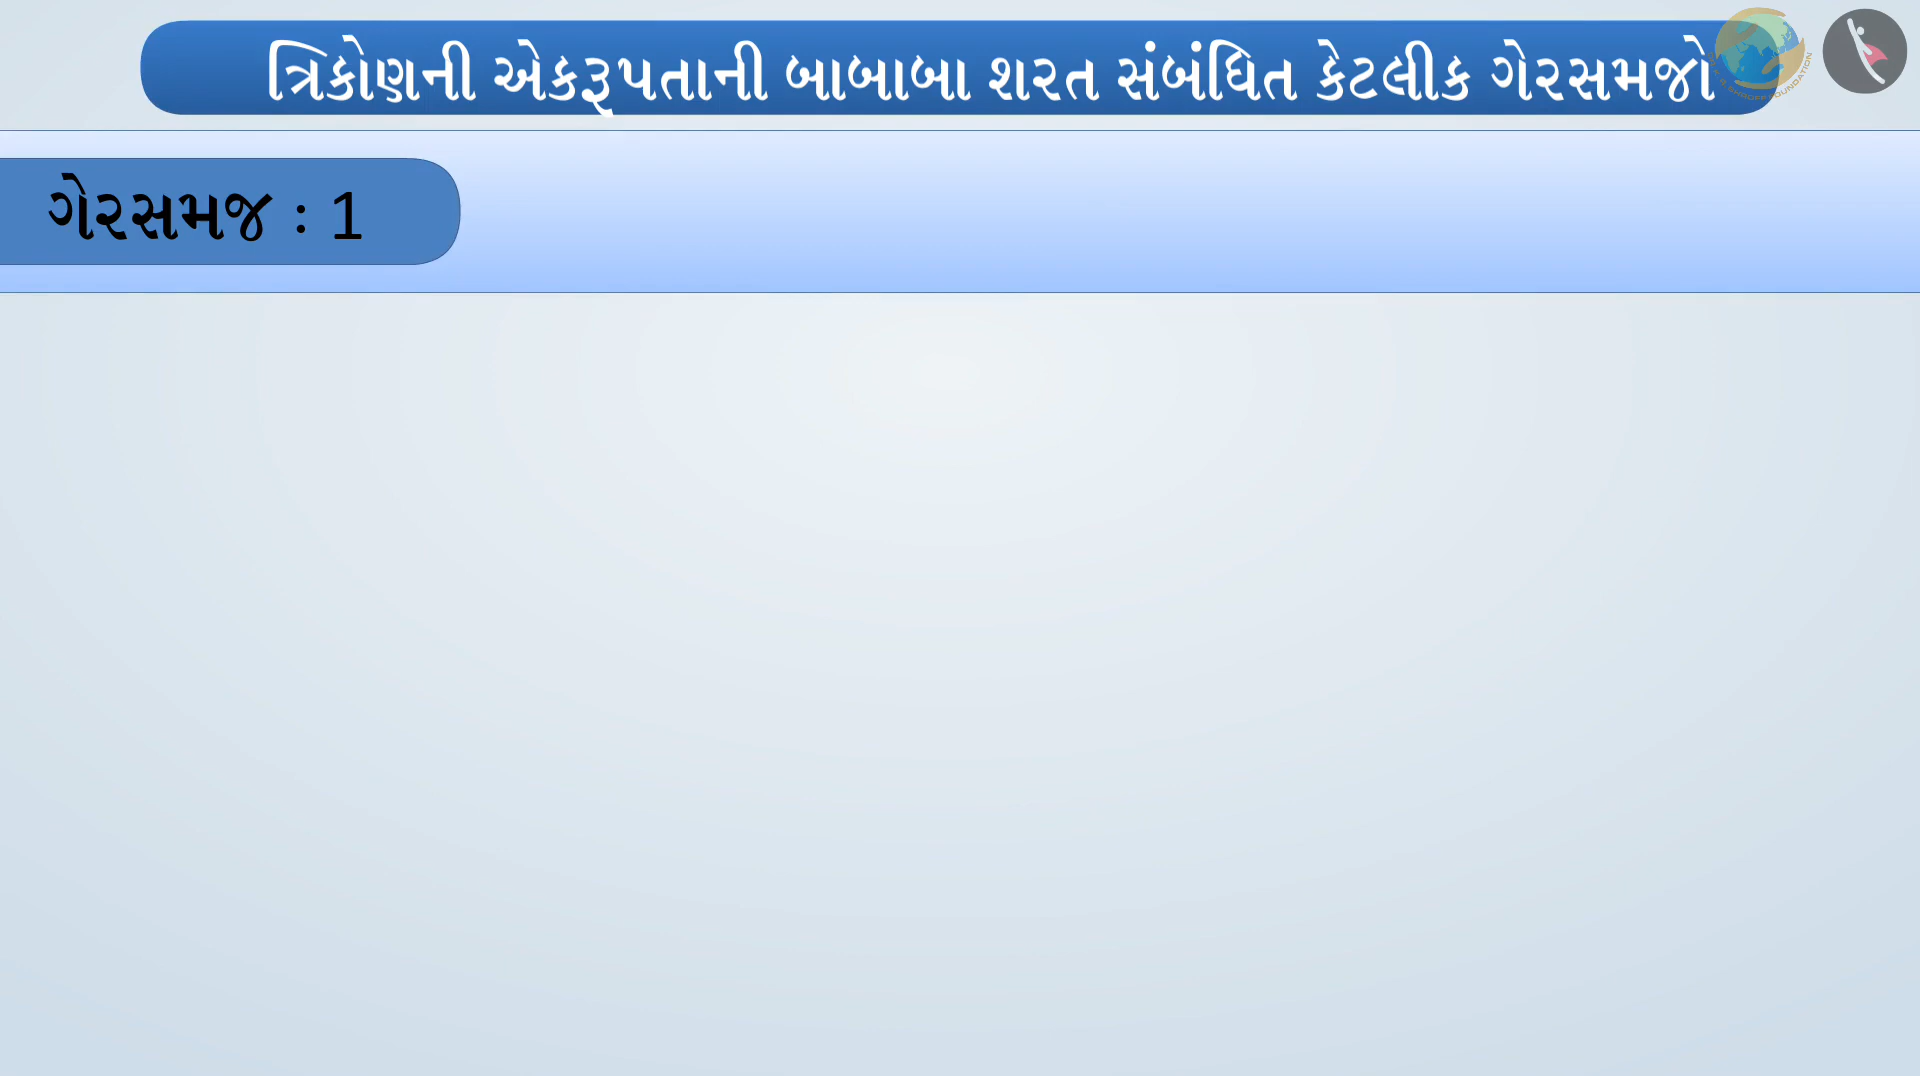 ત્રિકોણની એકરૂપતાની બાબાબા શરત સંબંધિત કેટલીક ગેરસમજો
ગેરસમજ : 1